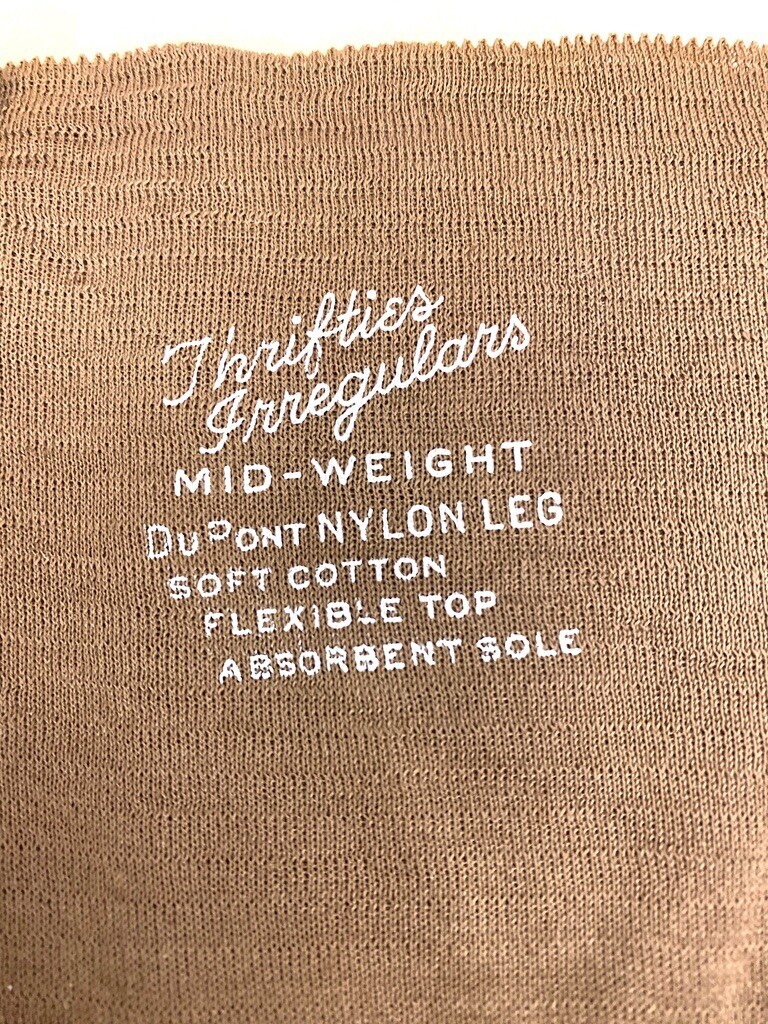 Thrifties
Irregulars
MID-WEIGHT
DuPONT NYLON LEG
SOFT COTTON
FLEXIBLE TOP
ABSORBENT SOLE